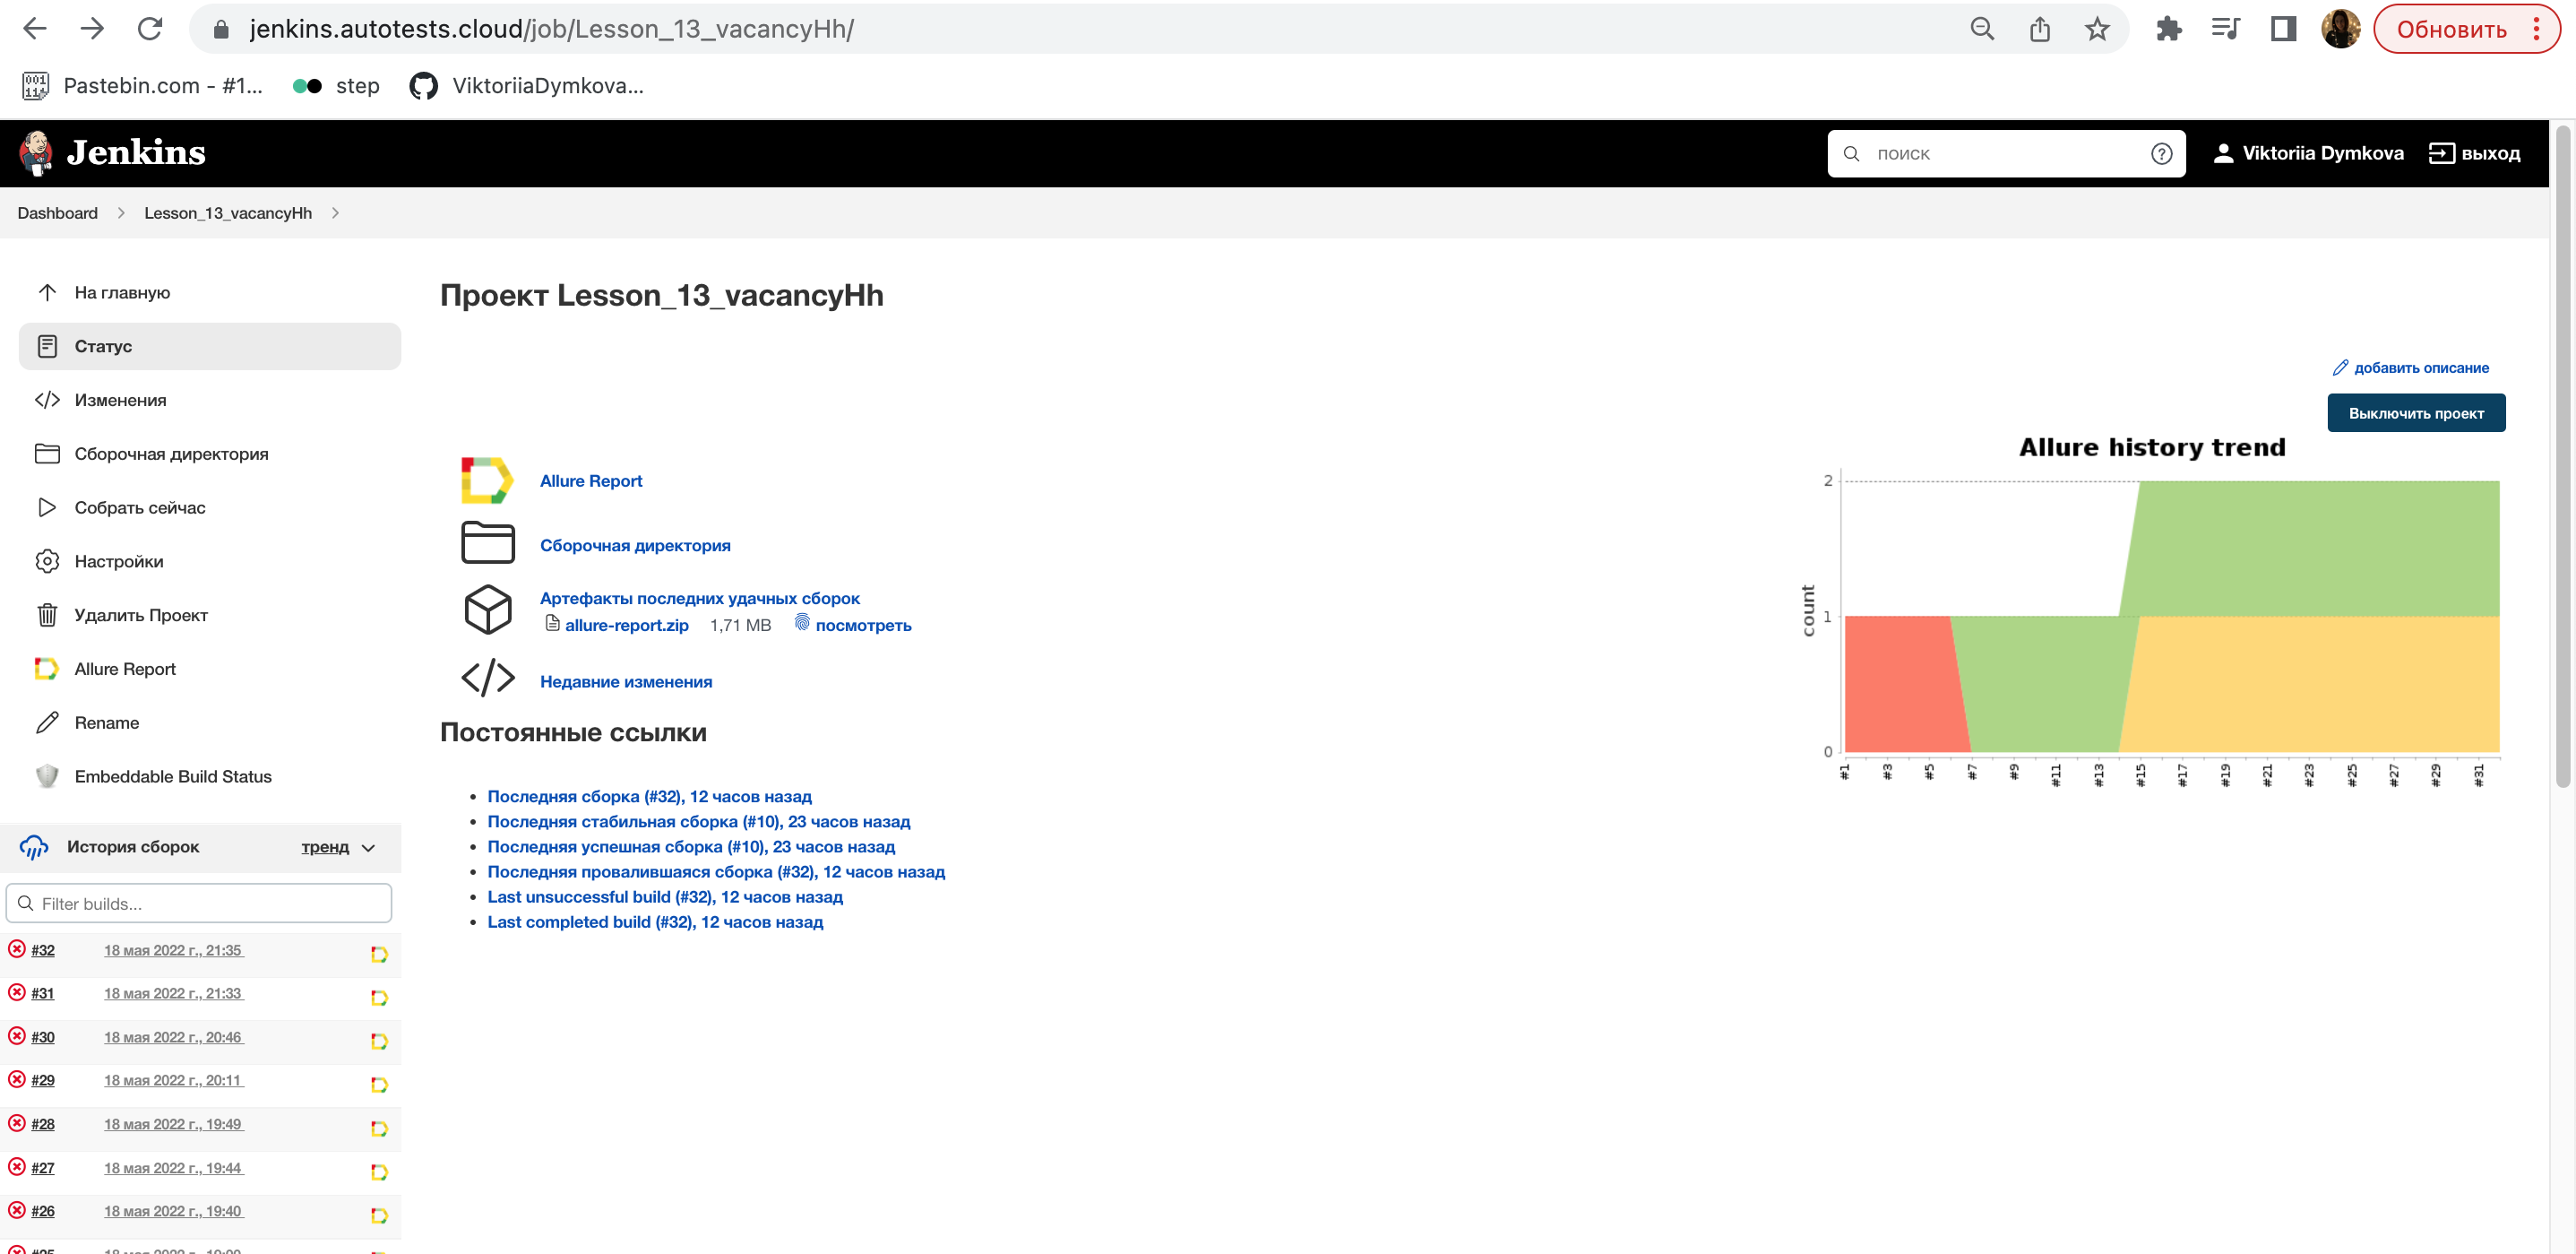 jenkins.autotests.cloud/job/Lesson_13_vacancyHh/
Обновить
Pastebin.com - #1...
step
ViktoriiaDymkova...
Jenkins
поиск
Viktoriia Dymkova
выход
Dashboard
Lesson_13_vacancyHh
На главную
Статус
Изменения
Сборочная директория
Собрать сейчас
Настройки
Удалить Проект
Allure Report
Rename
Embeddable Build Status
История сборок
тренд
Filter builds...
#32 18 мая 2022 г., 21:35
#31 18 мая 2022 г., 21:33
#30 18 мая 2022 г., 20:46
#29 18 мая 2022 г., 20:11
#28 18 мая 2022 г., 19:49
#27 18 мая 2022 г., 19:44
#26 18 мая 2022 г., 19:40
Проект Lesson_13_vacancyHh
добавить описание
Выключить проект
Allure Report
Сборочная директория
Артефакты последних удачных сборок
allure-report.zip 1,71 MB посмотреть
Недавние изменения
Постоянные ссылки
Последняя сборка (#32), 12 часов назад
Последняя стабильная сборка (#10), 23 часов назад
Последняя успешная сборка (#10), 23 часов назад
Последняя провалившаяся сборка (#32), 12 часов назад
Last unsuccessful build (#32), 12 часов назад
Last completed build (#32), 12 часов назад
Allure history trend
count
2
1
0
#1 #3 #5 #7 #9 #11 #13 #15 #17 #19 #21 #23 #25 #27 #29 #31